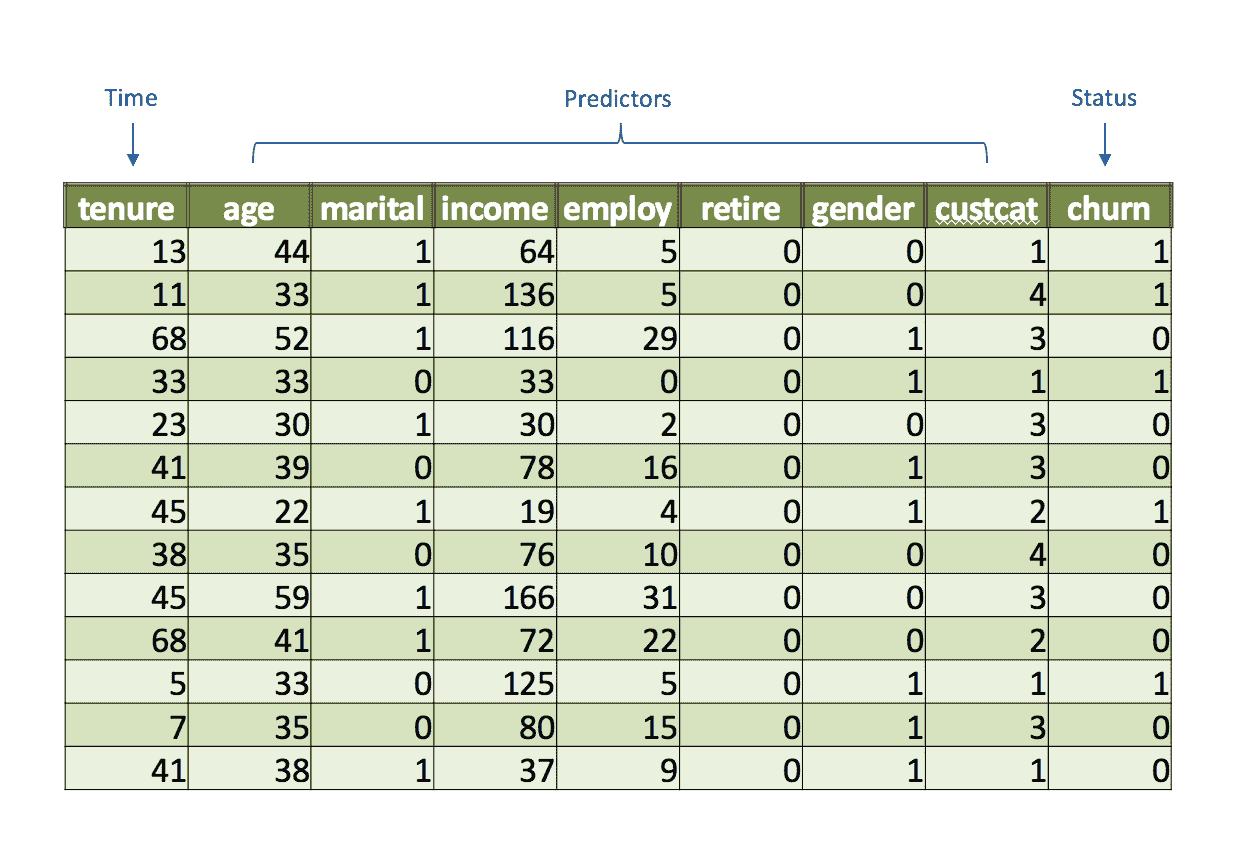 Time Predictors Status
tenure age marital income employ retire gender custcat churn
13 44 1 64 5 0 0 1 1
11 33 1 136 5 0 0 4 1
68 52 1 116 29 0 1 3 0
33 33 0 33 0 0 1 1 1
23 30 1 30 2 0 0 3 0
41 39 0 78 16 0 1 3 0
45 22 1 19 4 0 1 2 1
38 35 0 76 10 0 0 4 0
45 59 1 166 31 0 0 3 0
68 41 1 72 22 0 0 2 0
5 33 0 125 5 0 1 1 1
7 35 0 80 15 0 1 3 0
41 38 1 37 9 0 1 1 0